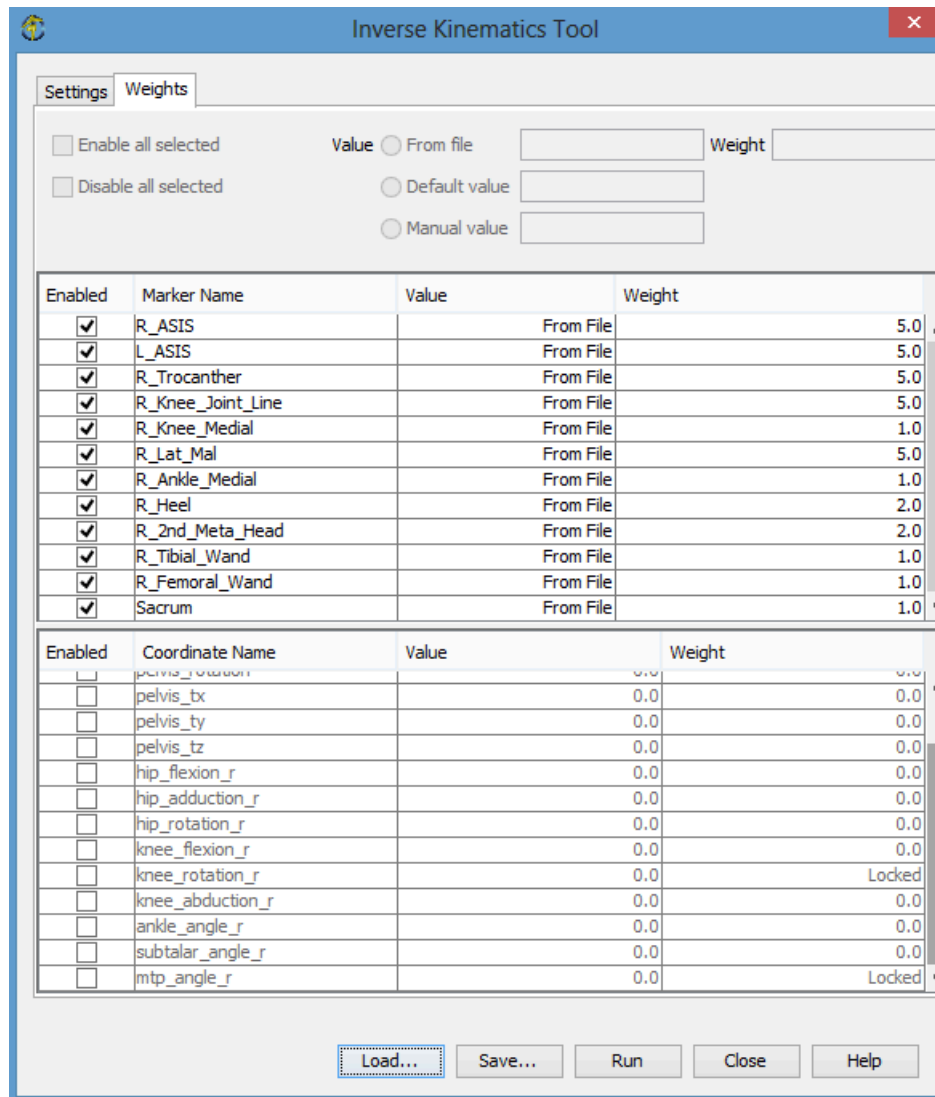 Inverse Kinematics Tool
Settings Weights
Enable all selected Value From file Weight
Disable all selected Default value
Manual value
Enabled Marker Name Value Weight
R_ASIS From File 5.0
L_ASIS From File 5.0
R_Trocanther From File 5.0
R_Knee_Joint_Line From File 5.0
R_Knee_Medial From File 1.0
R_Lat_Mal From File 5.0
R_Ankle_Medial From File 1.0
R_Heel From File 2.0
R_2nd_Meta_Head From File 2.0
R_Tibial_Wand From File 1.0
R_Femoral_Wand From File 1.0
Sacrum From File 1.0
Enabled Coordinate Name Value Weight
pelvis_rotation 0.0 0.0
pelvis_tx 0.0 0.0
pelvis_ty 0.0 0.0
pelvis_tz 0.0 0.0
hip_flexion_r 0.0 0.0
hip_adduction_r 0.0 0.0
hip_rotation_r 0.0 0.0
knee_flexion_r 0.0 0.0
knee_rotation_r 0.0 Locked
knee_abduction_r 0.0 0.0
ankle_angle_r 0.0 0.0
subtalar_angle_r 0.0 0.0
mtp_angle_r 0.0 Locked
Load... Save... Run Close Help